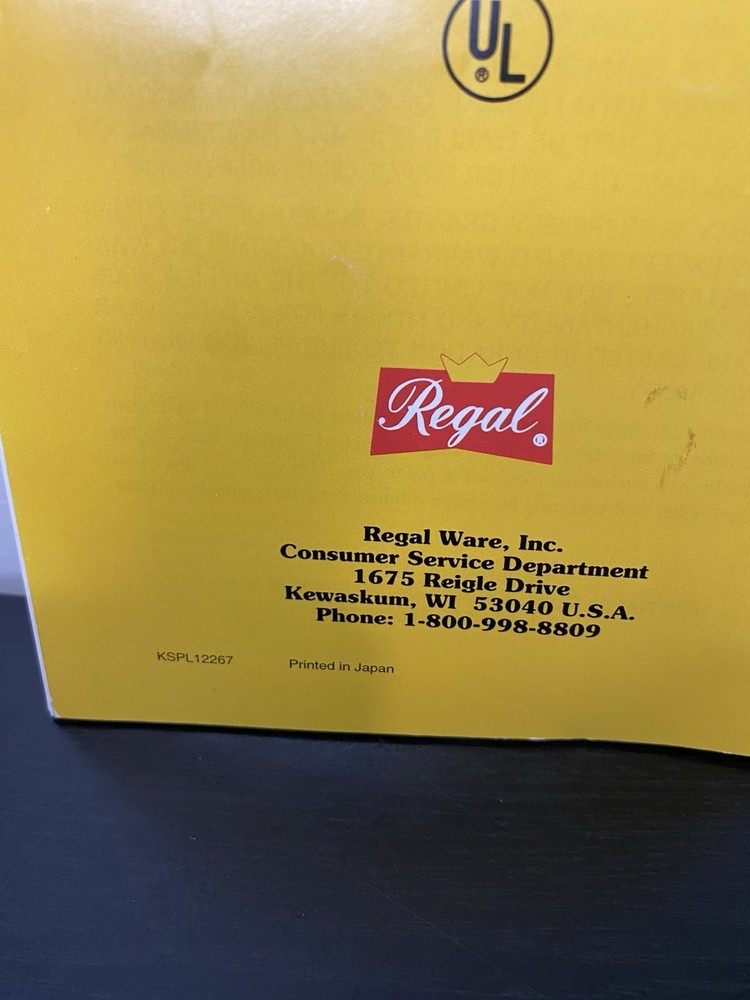 UL
®
Regal®
Regal Ware, Inc.
Consumer Service Department
1675 Reigle Drive
Kewaskum, WI 53040 U.S.A.
Phone: 1-800-998-8809
KSPL12267 Printed in Japan